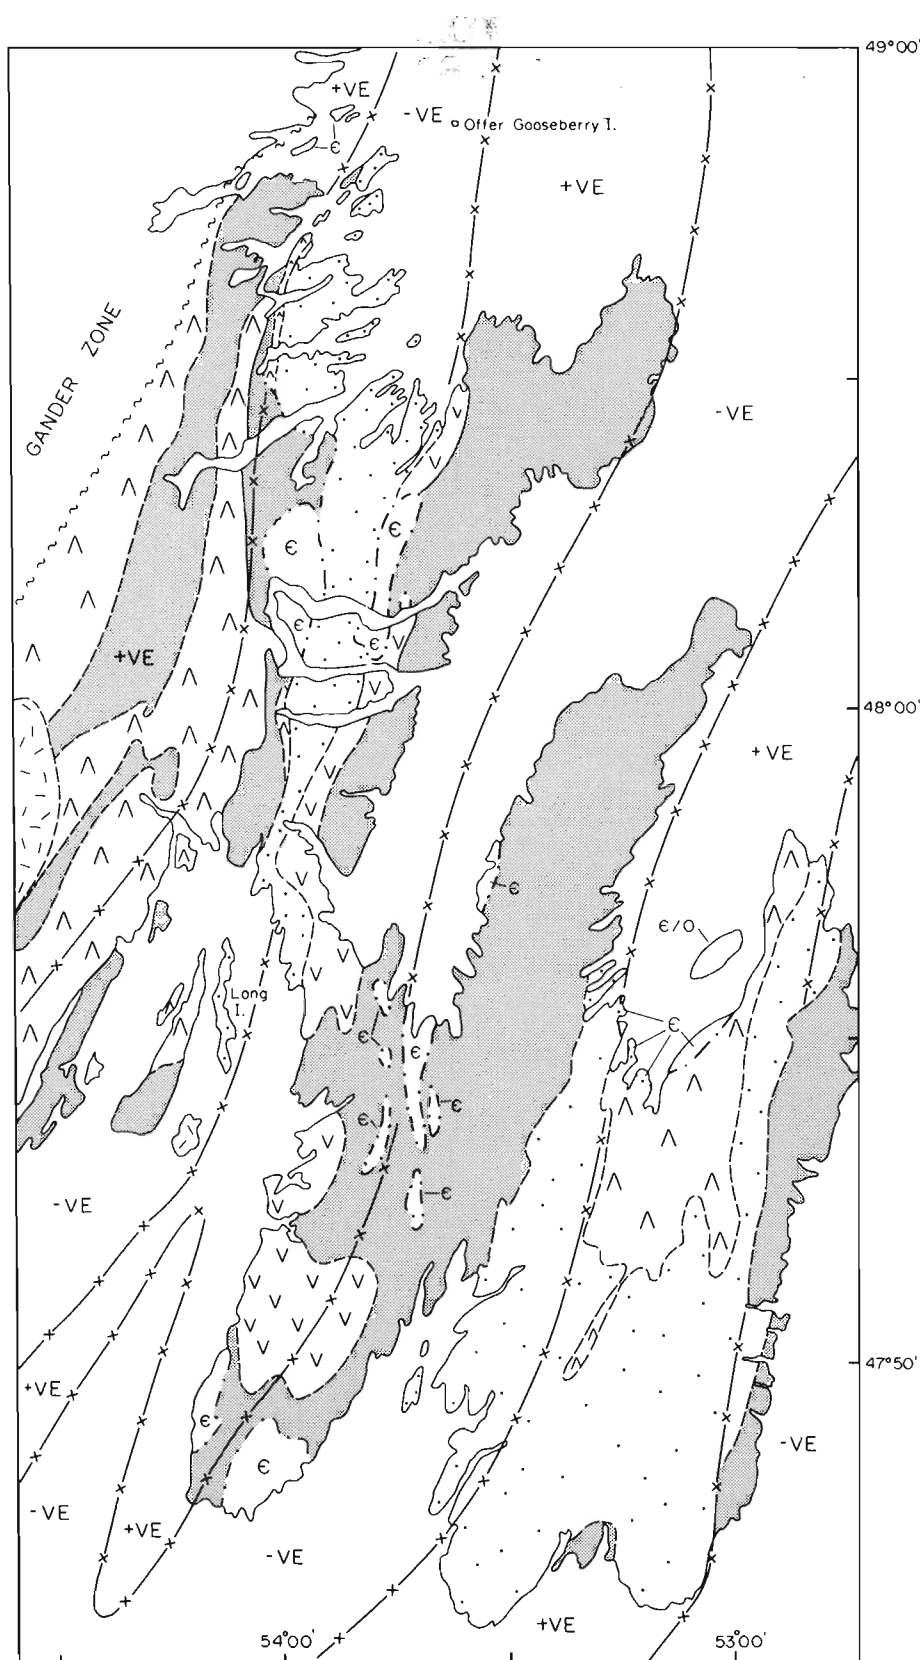 49°00'
+VE
-VE
Offer Gooseberry I.
Є
+VE
GANDER ZONE
-VE
Є
Є
Є
Є
+VE
48°00'
+VE
Є
Є/O
Long I.
Є
Є
Є
Є
Є
Є
-VE
47°50'
+VE
Є
-VE
Є
-VE
+VE
-VE
+VE
54°00'
53°00'